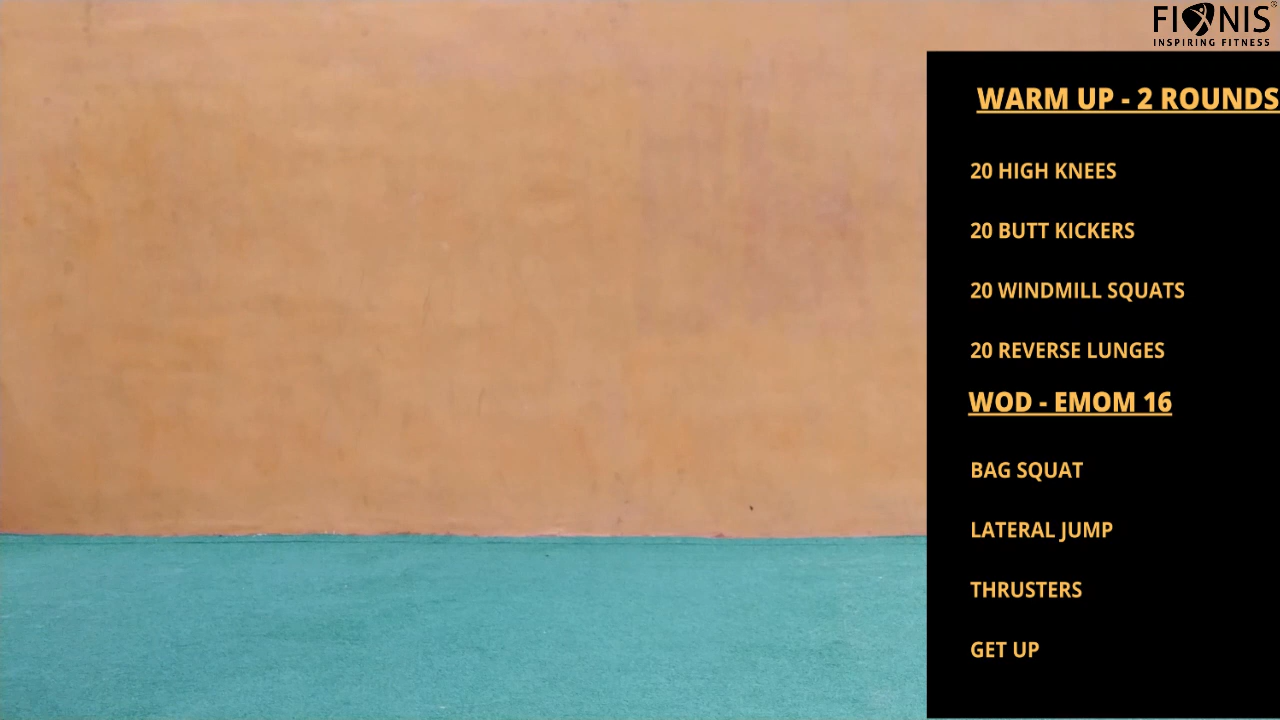 FIONIS®
INSPIRING FITNESS
WARM UP - 2 ROUNDS
20 HIGH KNEES
20 BUTT KICKERS
20 WINDMILL SQUATS
20 REVERSE LUNGES
WOD - EMOM 16
BAG SQUAT
LATERAL JUMP
THRUSTERS
GET UP